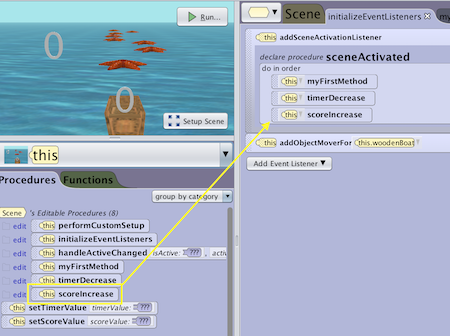 Run...
0
0
Setup Scene
this
Procedures Functions
group by category
Scene 's Editable Procedures (8)
edit this performCustomSetup
edit this initializeEventListeners
edit this handleActiveChanged isActive: ???
edit this myFirstMethod
edit this timerDecrease
edit this scoreIncrease
this setTimerValue timerValue: ???
this setScoreValue scoreValue: ???
Scene initializeEventListeners my
this addSceneActivationListener
declare procedure sceneActivated
do in order
this myFirstMethod
this timerDecrease
this scoreIncrease
this addObjectMoverFor this.woodenBoat
Add Event Listener